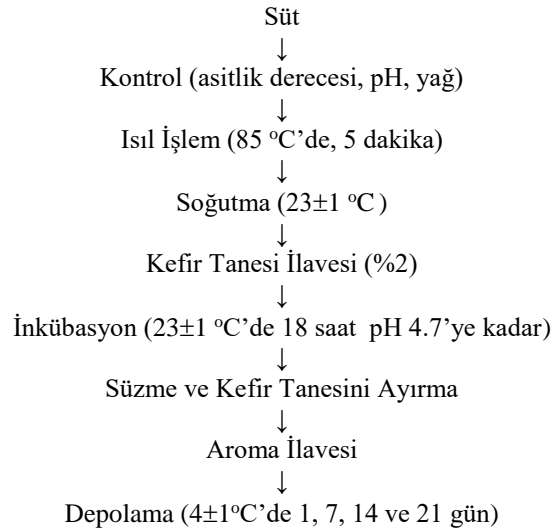 Süt
↓
Kontrol (asitlik derecesi, pH, yağ)
↓
Isıl İşlem (85 ºC’de, 5 dakika)
↓
Soğutma (23±1 ºC )
↓
Kefir Tanesi İlavesi (%2)
↓
İnkübasyon (23±1 ºC’de 18 saat pH 4.7’ye kadar)
↓
Süzme ve Kefir Tanesini Ayırma
↓
Aroma İlavesi
↓
Depolama (4±1ºC’de 1, 7, 14 ve 21 gün)